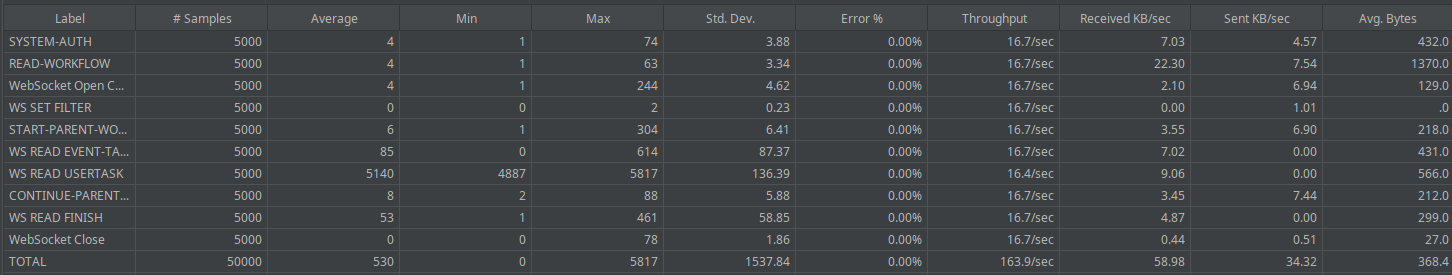 Label # Samples Average Min Max Std. Dev. Error % Throughput Received KB/sec Sent KB/sec Avg. Bytes
SYSTEM-AUTH 5000 4 1 74 3.88 0.00% 16.7/sec 7.03 4.57 432.0
READ-WORKFLOW 5000 4 1 63 3.34 0.00% 16.7/sec 22.30 7.54 1370.0
WebSocket Open C... 5000 4 1 244 4.62 0.00% 16.7/sec 2.10 6.94 129.0
WS SET FILTER 5000 0 0 2 0.23 0.00% 16.7/sec 0.00 1.01 .0
START-PARENT-WO... 5000 6 1 304 6.41 0.00% 16.7/sec 3.55 6.90 218.0
WS READ EVENT-TA... 5000 85 0 614 87.37 0.00% 16.7/sec 7.02 0.00 431.0
WS READ USERTASK 5000 5140 4887 5817 136.39 0.00% 16.4/sec 9.06 0.00 566.0
CONTINUE-PARENT... 5000 8 2 88 5.88 0.00% 16.7/sec 3.45 7.44 212.0
WS READ FINISH 5000 53 1 461 58.85 0.00% 16.7/sec 4.87 0.00 299.0
WebSocket Close 5000 0 0 78 1.86 0.00% 16.7/sec 0.44 0.51 27.0
TOTAL 50000 530 0 5817 1537.84 0.00% 163.9/sec 58.98 34.32 368.4